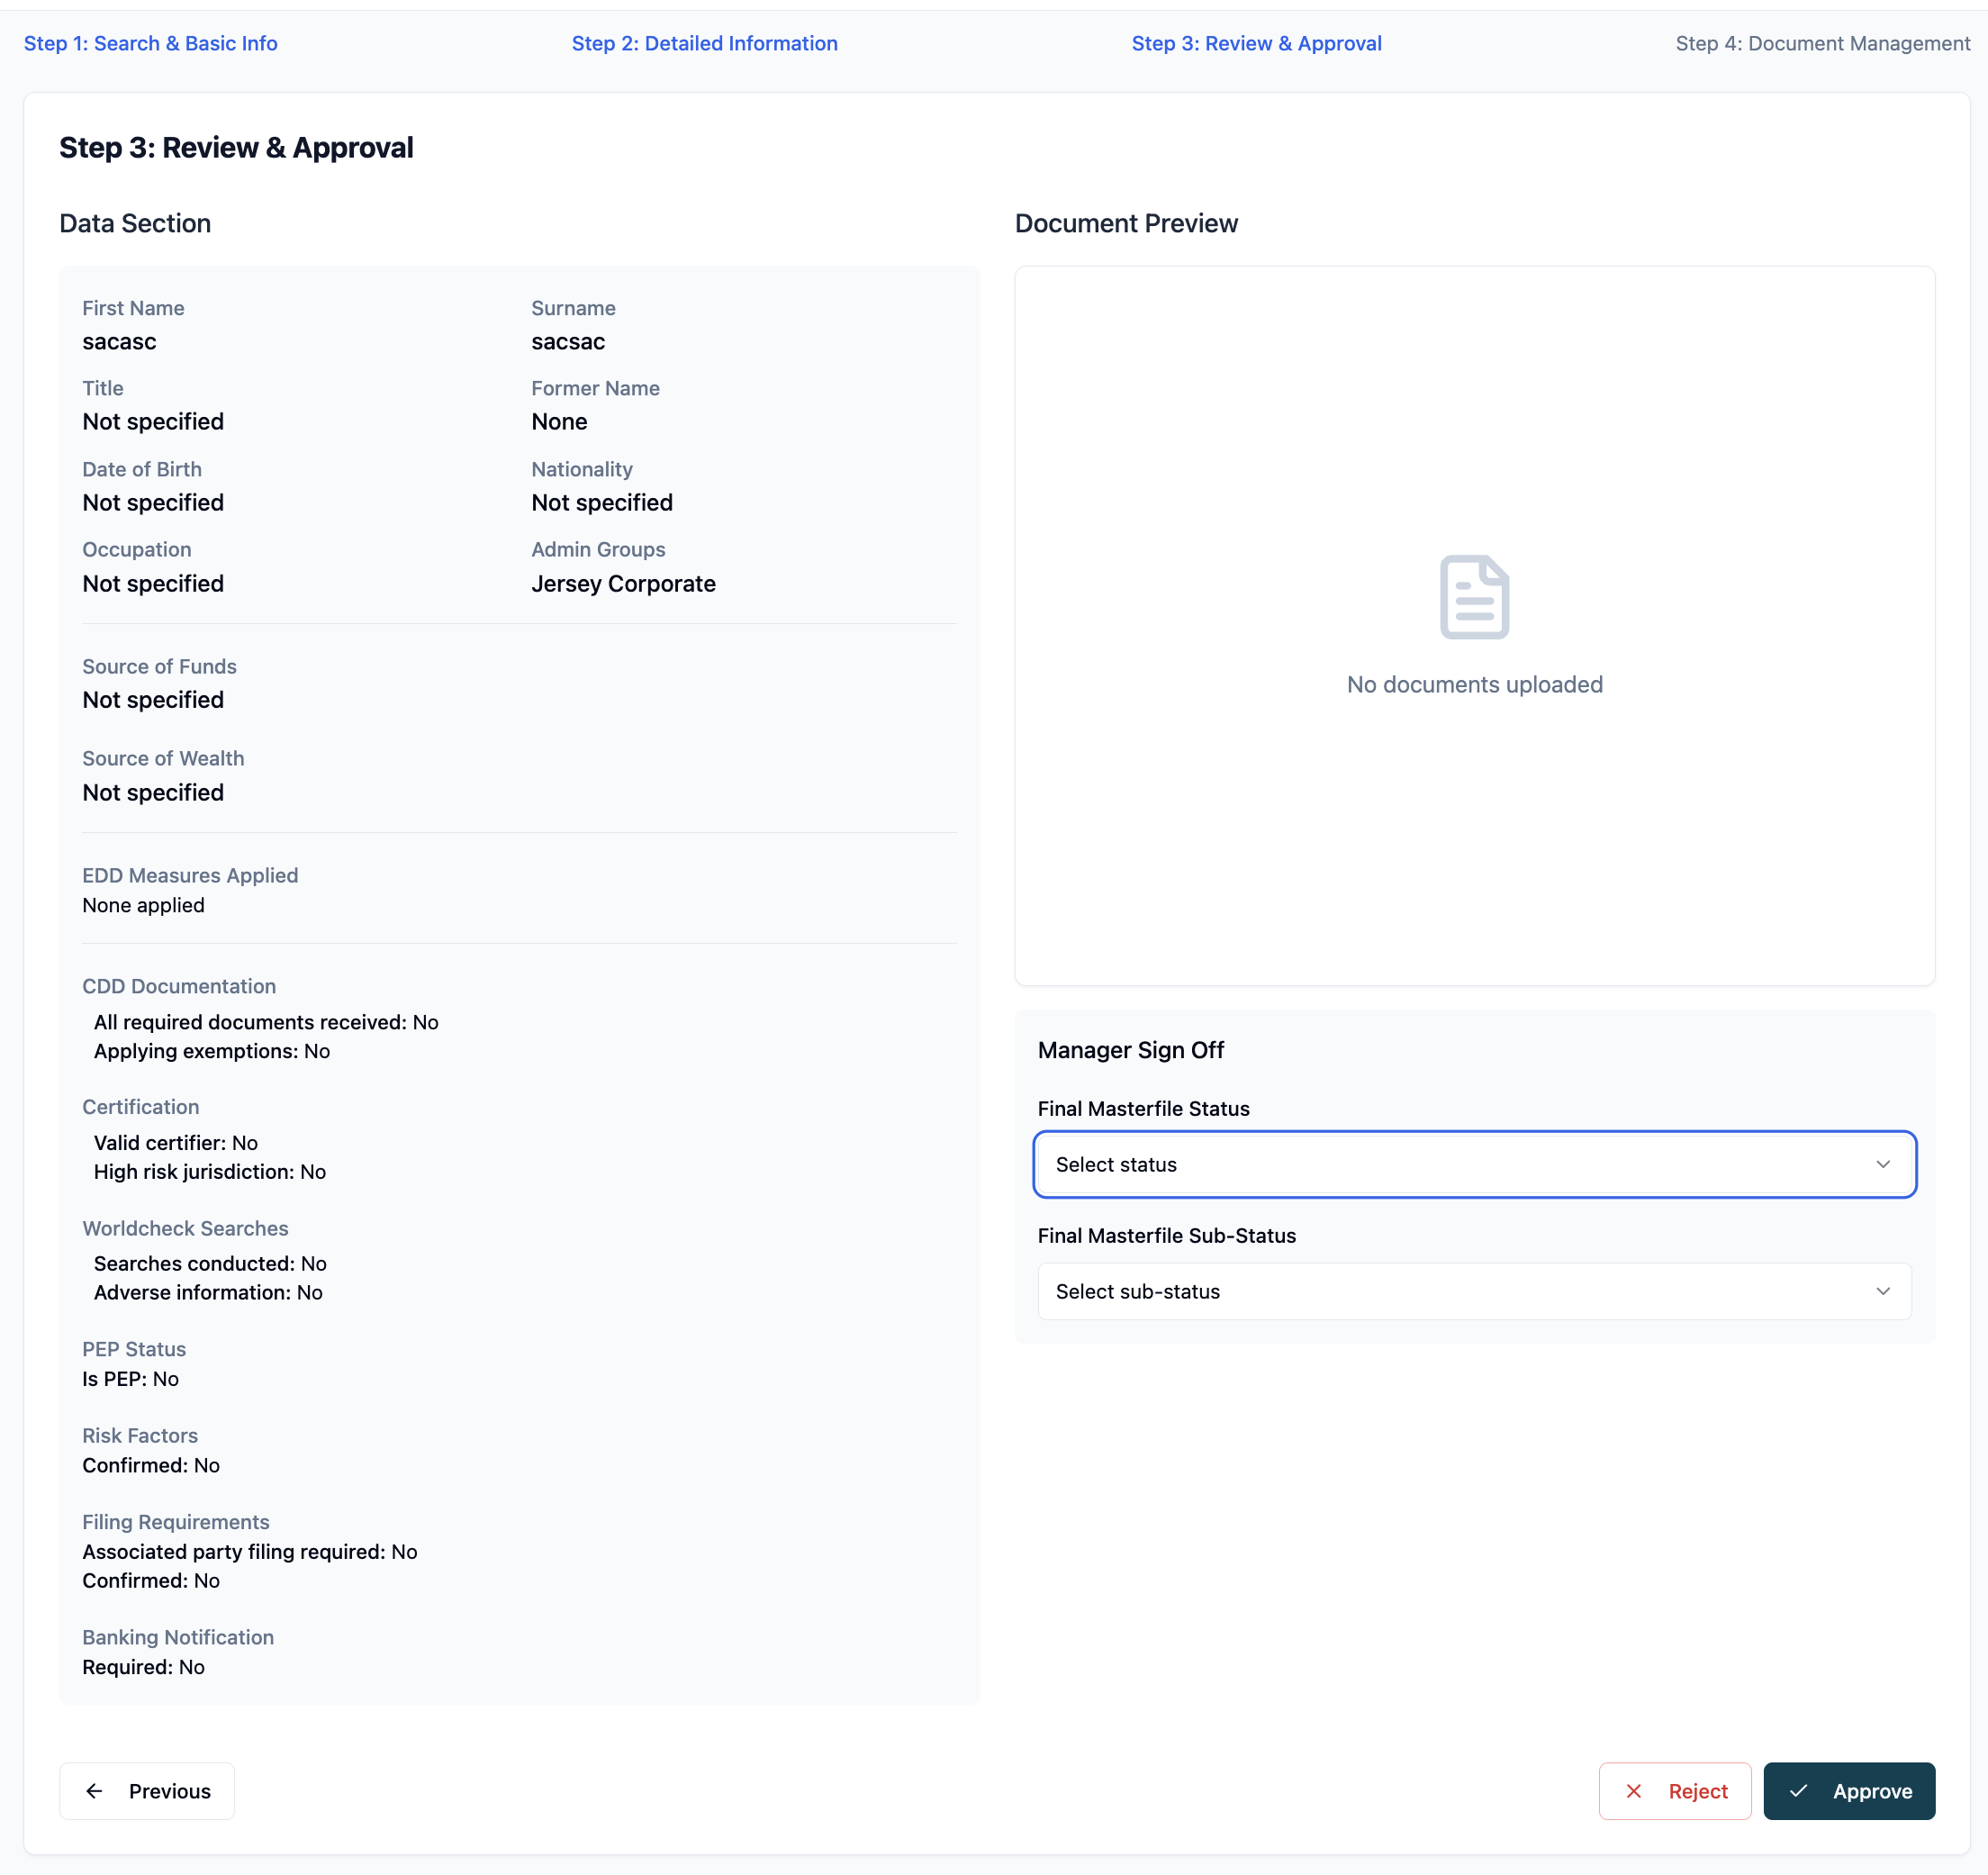 Step 1: Search & Basic Info
Step 2: Detailed Information
Step 3: Review & Approval
Step 4: Document Management
Step 3: Review & Approval
Data Section
First Name
Surname
sacasc
sacsac
Title
Former Name
Not specified
None
Date of Birth
Nationality
Not specified
Not specified
Occupation
Admin Groups
Not specified
Jersey Corporate
Source of Funds
Not specified
Source of Wealth
Not specified
EDD Measures Applied
None applied
CDD Documentation
All required documents received: No
Applying exemptions: No
Certification
Valid certifier: No
High risk jurisdiction: No
Worldcheck Searches
Searches conducted: No
Adverse information: No
PEP Status
Is PEP: No
Risk Factors
Confirmed: No
Filing Requirements
Associated party filing required: No
Confirmed: No
Banking Notification
Required: No
Document Preview
No documents uploaded
Manager Sign Off
Final Masterfile Status
Select status
Final Masterfile Sub-Status
Select sub-status
Previous
Reject
Approve